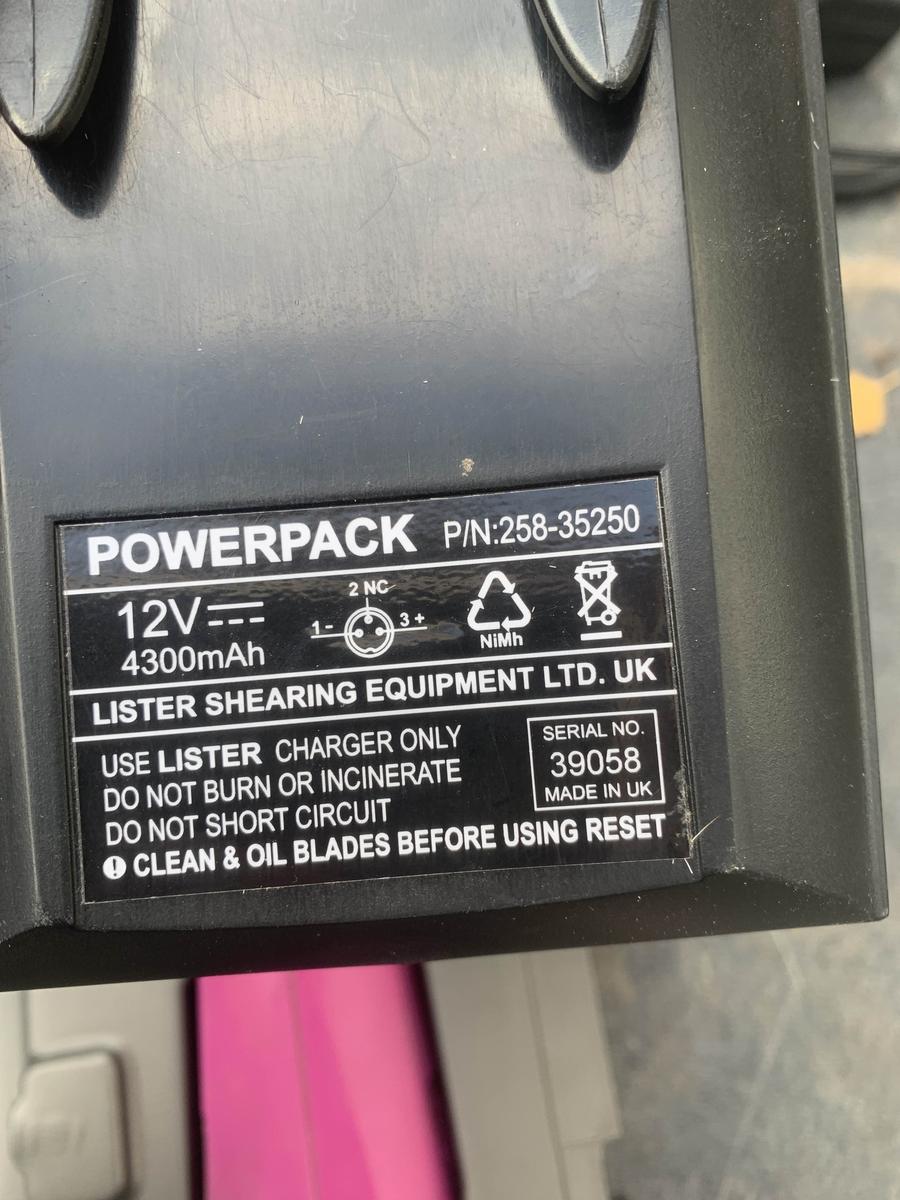 POWERPACK P/N:258-35250
12V
4300mAh
2 NC
1 -
3 +
NiMh
LISTER SHEARING EQUIPMENT LTD. UK
USE LISTER CHARGER ONLY
DO NOT BURN OR INCINERATE
DO NOT SHORT CIRCUIT
SERIAL NO.
39058
MADE IN UK
! CLEAN & OIL BLADES BEFORE USING RESET